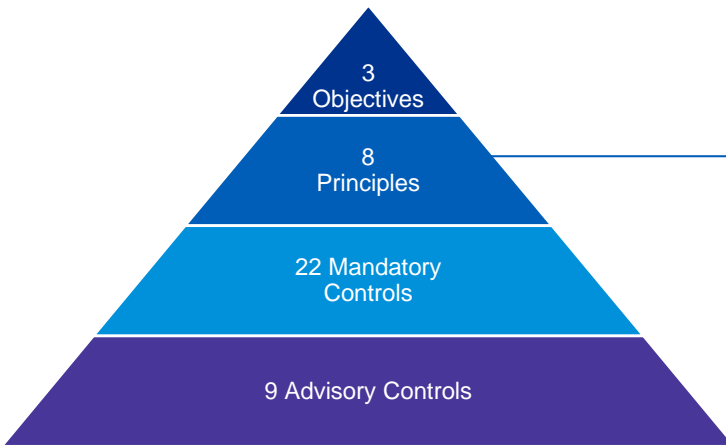 3
Objectives
8
Principles
22 Mandatory
Controls
9 Advisory Controls